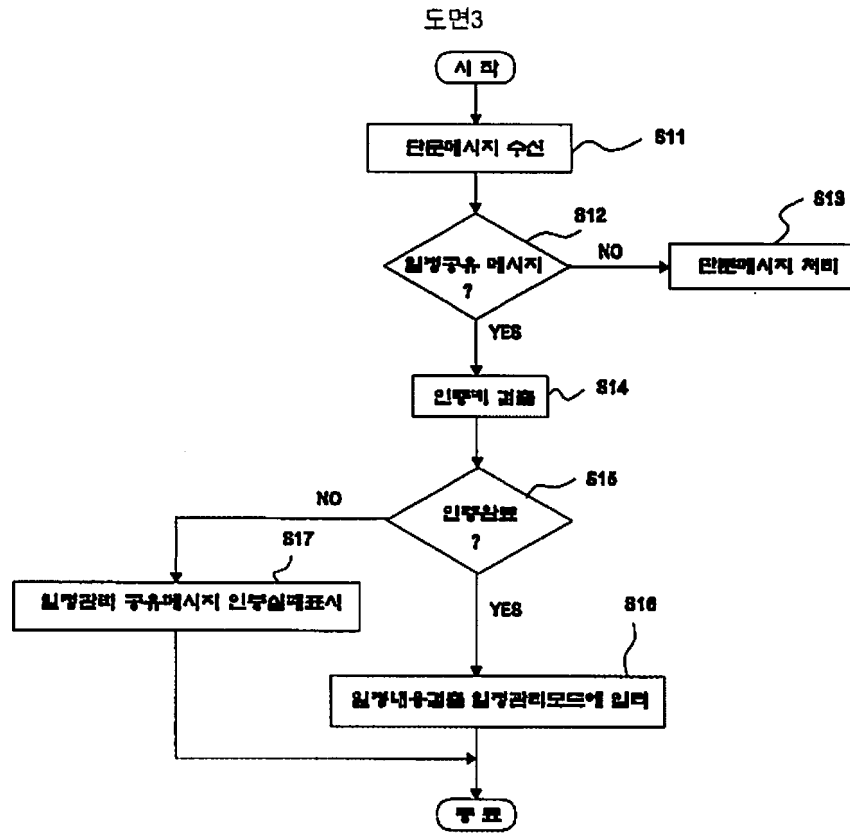 도면3
시 작
단문메시지 수신
S11
S12
S13
일정공유 메시지
?
NO
단문메시지 처리
YES
인증키 검출
S14
S15
NO
인증완료
?
S17
일정관리 공유메시지 인증실패표시
YES
S16
일정내용검출 일정관리모드에 입력
종 료